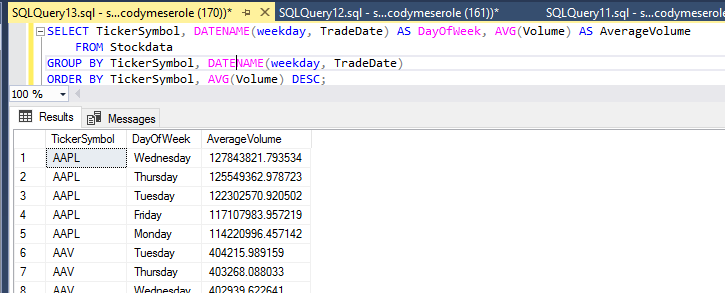 SQLQuery13.sql - s...codymeserole (170))* SQLQuery12.sql - s...codymeserole (161))* SQLQuery11.sql - s...codymese
SELECT TickerSymbol, DATENAME(weekday, TradeDate) AS DayOfWeek, AVG(Volume) AS AverageVolume
FROM Stockdata
GROUP BY TickerSymbol, DATENAME(weekday, TradeDate)
ORDER BY TickerSymbol, AVG(Volume) DESC;
100 %
Results Messages
TickerSymbol DayOfWeek AverageVolume
1 AAPL Wednesday 127843821.793534
2 AAPL Thursday 125549362.978723
3 AAPL Tuesday 122302570.920502
4 AAPL Friday 117107983.957219
5 AAPL Monday 114220996.457142
6 AAV Tuesday 404215.989159
7 AAV Thursday 403268.088033
8 AAV Wednesday 402939.622641